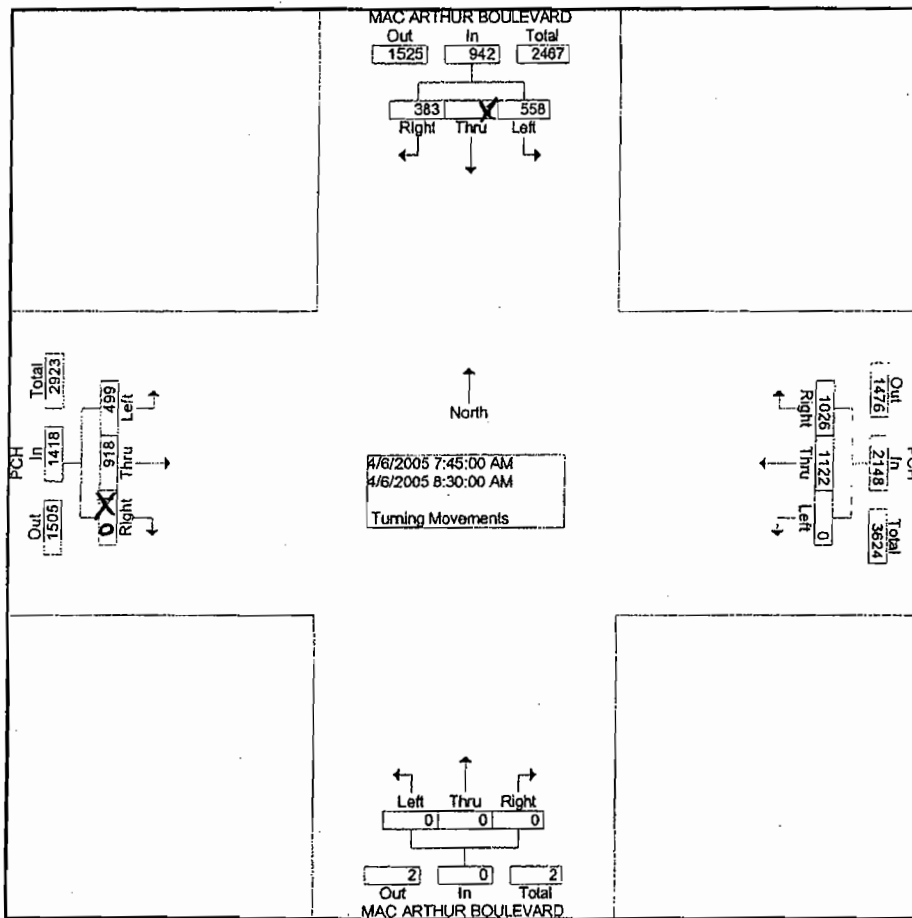 MAC ARTHUR BOULEVARD
Out In Total
1525 942 2467
383 X 558
Right Thru Left
Total 2923
In 1418
Out 1505
PCH
499 Left
918 Thru
0 X Right
North
4/6/2005 7:45:00 AM
4/6/2005 8:30:00 AM
Turning Movements
Right 1026
Thru 1122
Left 0
Out 1476
In 2148
Total 3624
PCH
Left Thru Right
0 0 0
2 0 2
Out In Total
MAC ARTHUR BOULEVARD